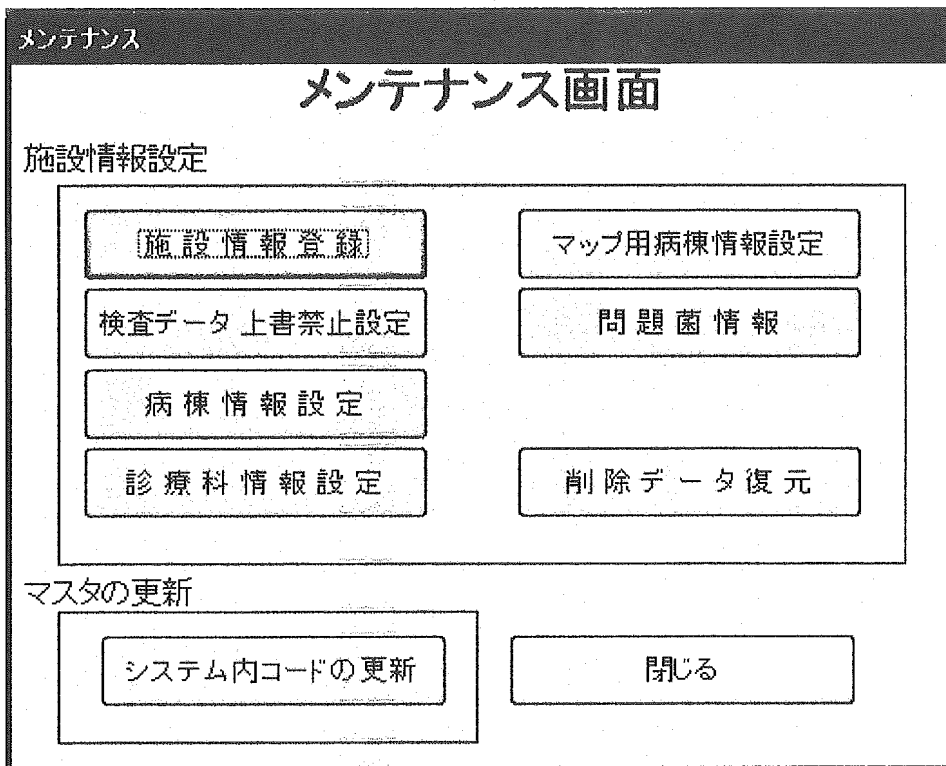 メンテナンス
メンテナンス画面
施設情報設定
施設情報登録
マップ用病棟情報設定
検査データ上書禁止設定
問題菌情報
病棟情報設定
診療科情報設定
削除データ復元
マスタの更新
システム内コードの更新
閉じる